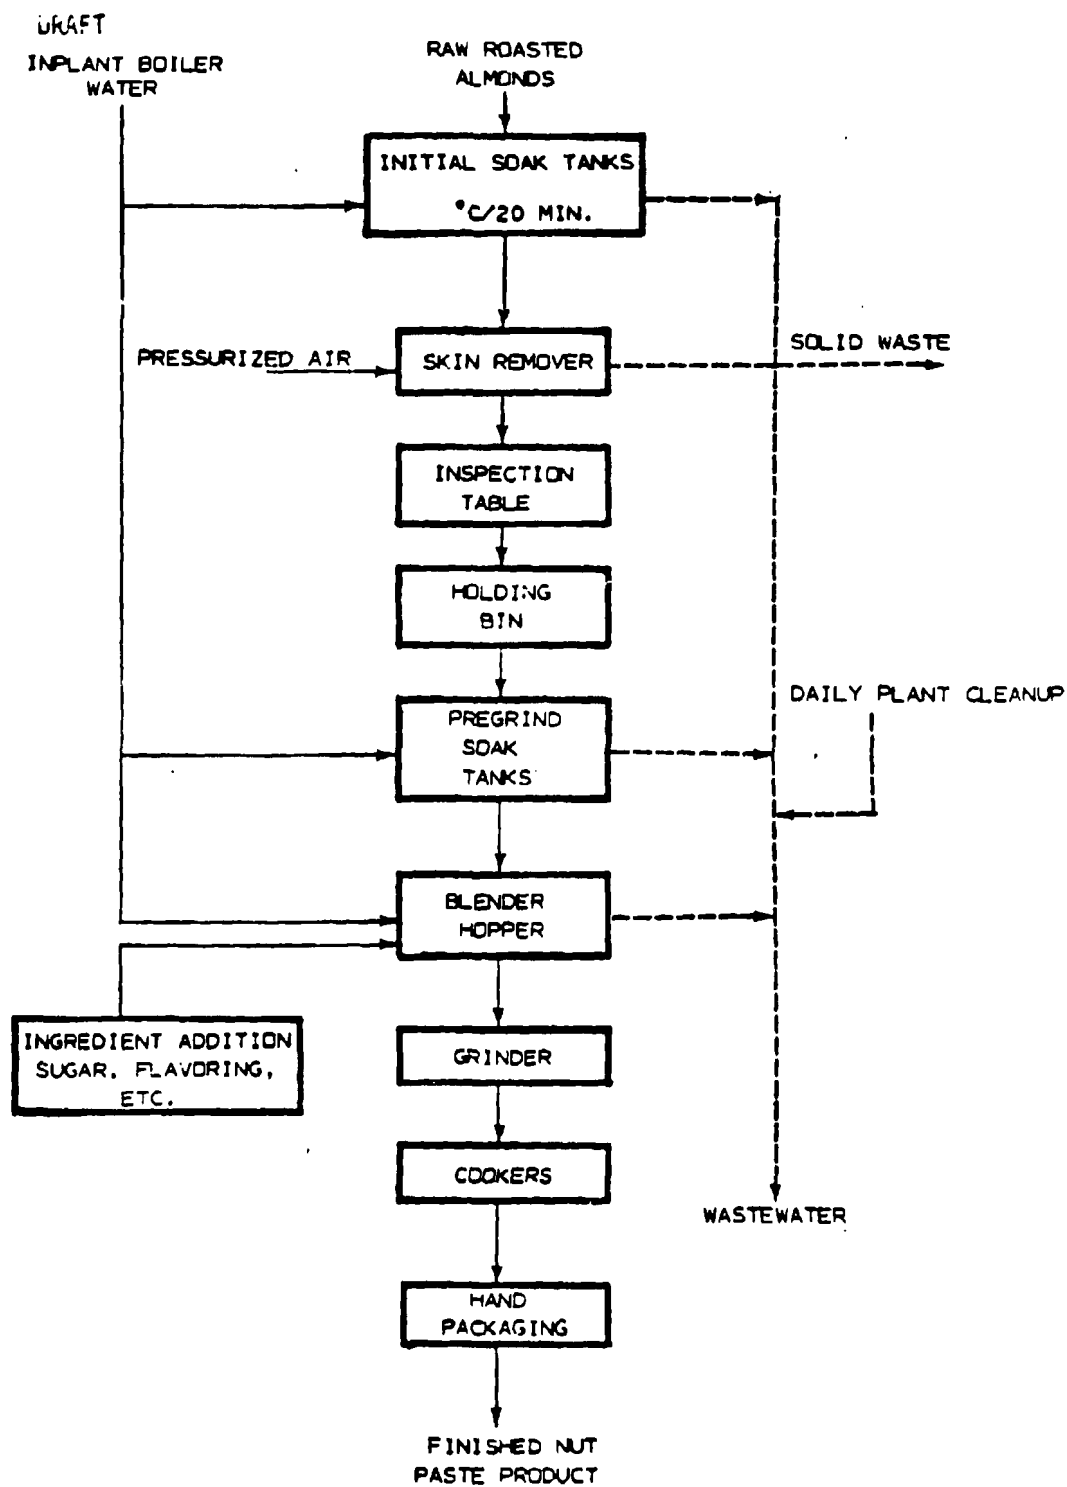 DRAFT
INPLANT BOILER
WATER
RAW ROASTED
ALMONDS
INITIAL SOAK TANKS
°C/20 MIN.
PRESSURIZED AIR
SKIN REMOVER
SOLID WASTE
INSPECTION
TABLE
HOLDING
BIN
DAILY PLANT CLEANUP
PREGRIND
SOAK
TANKS
BLENDER
HOPPER
INGREDIENT ADDITION
SUGAR, FLAVORING,
ETC.
GRINDER
COOKERS
WASTEWATER
HAND
PACKAGING
FINISHED NUT
PASTE PRODUCT